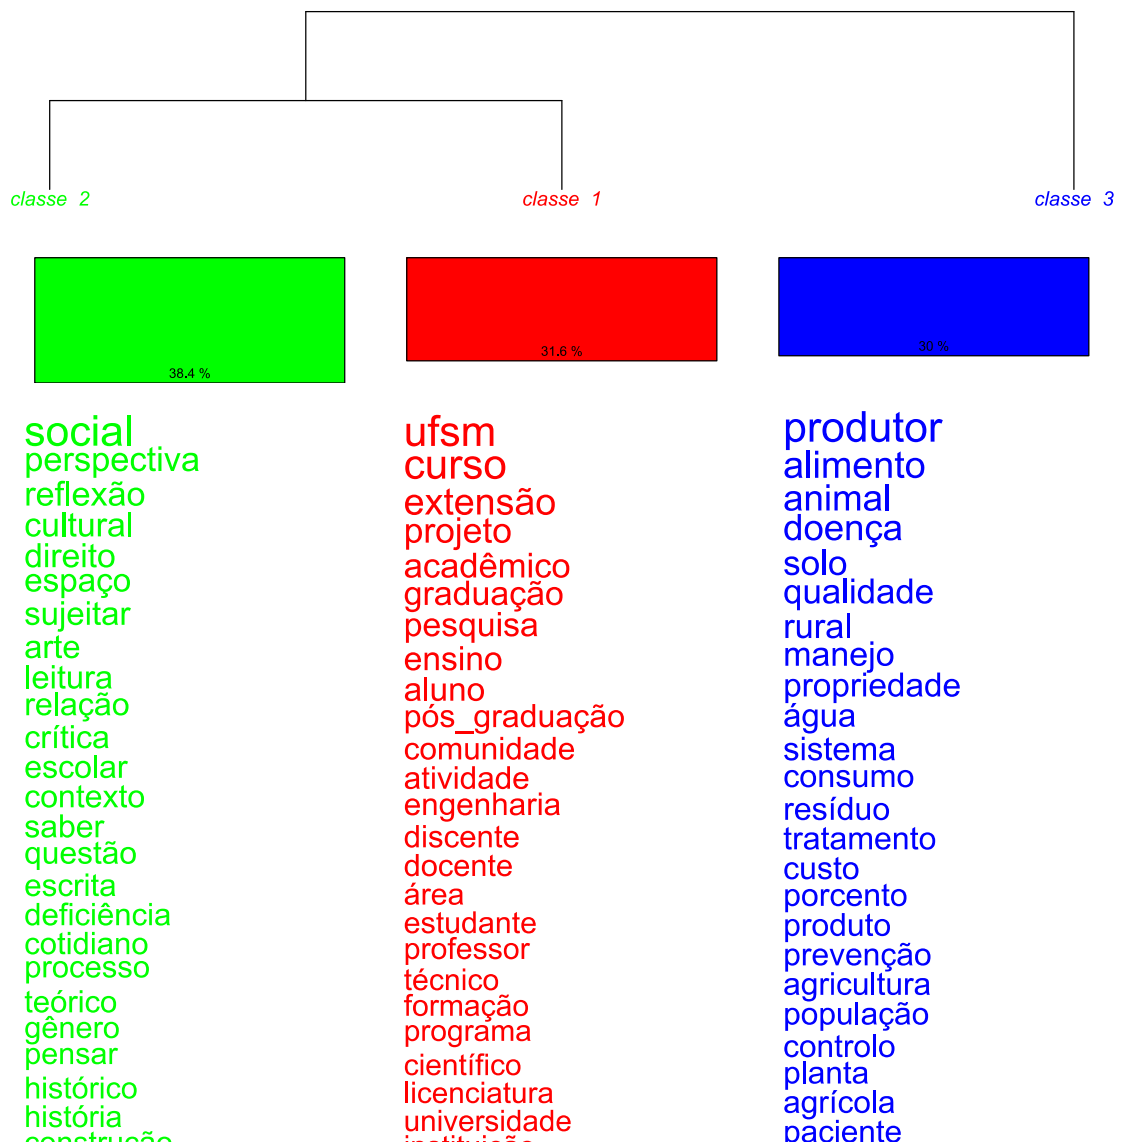 classe 2
classe 1
classe 3
38.4 %
31.6 %
30 %
social
perspectiva
reflexão
cultural
direito
espaço
sujeitar
arte
leitura
relação
crítica
escolar
contexto
saber
questão
escrita
deficiência
cotidiano
processo
teórico
gênero
pensar
histórico
história
construção
ufsm
curso
extensão
projeto
acadêmico
graduação
pesquisa
ensino
aluno
pós_graduação
comunidade
atividade
engenharia
discente
docente
área
estudante
professor
técnico
formação
programa
científico
licenciatura
universidade
instituição
produtor
alimento
animal
doença
solo
qualidade
rural
manejo
propriedade
água
sistema
consumo
resíduo
tratamento
custo
porcento
produto
prevenção
agricultura
população
controlo
planta
agrícola
paciente